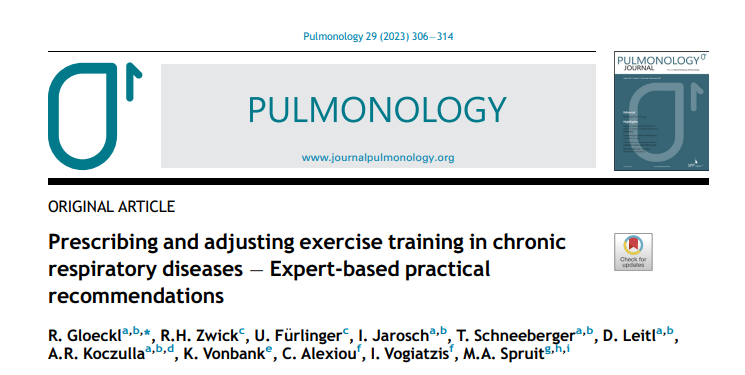 Pulmonology 29 (2023) 306−314
PULMONOLOGY
www.journalpulmonology.org
PULMONOLOGY
JOURNAL
ORIGINAL ARTICLE
Prescribing and adjusting exercise training in chronic
respiratory diseases − Expert-based practical
recommendations
Check for
updates
R. Gloeckl^a,b,*, R.H. Zwick^c, U. Fürlinger^c, I. Jarosch^a,b, T. Schneeberger^a,b, D. Leitl^a,b,
A.R. Koczulla^a,b,d, K. Vonbank^e, C. Alexiou^f, I. Vogiatzis^f, M.A. Spruit^g,h,i